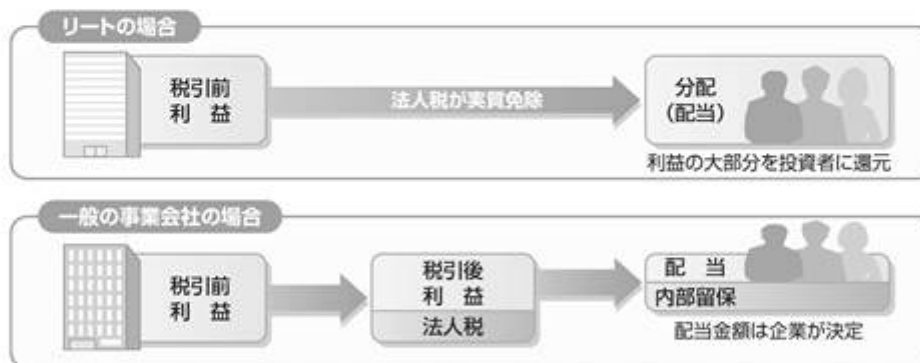 リートの場合
税引前
利　益
法人税が実質免除
分配
（配当）
利益の大部分を投資者に還元
一般の事業会社の場合
税引前
利　益
税引後
利　益
法人税
配　当
内部留保
配当金額は企業が決定